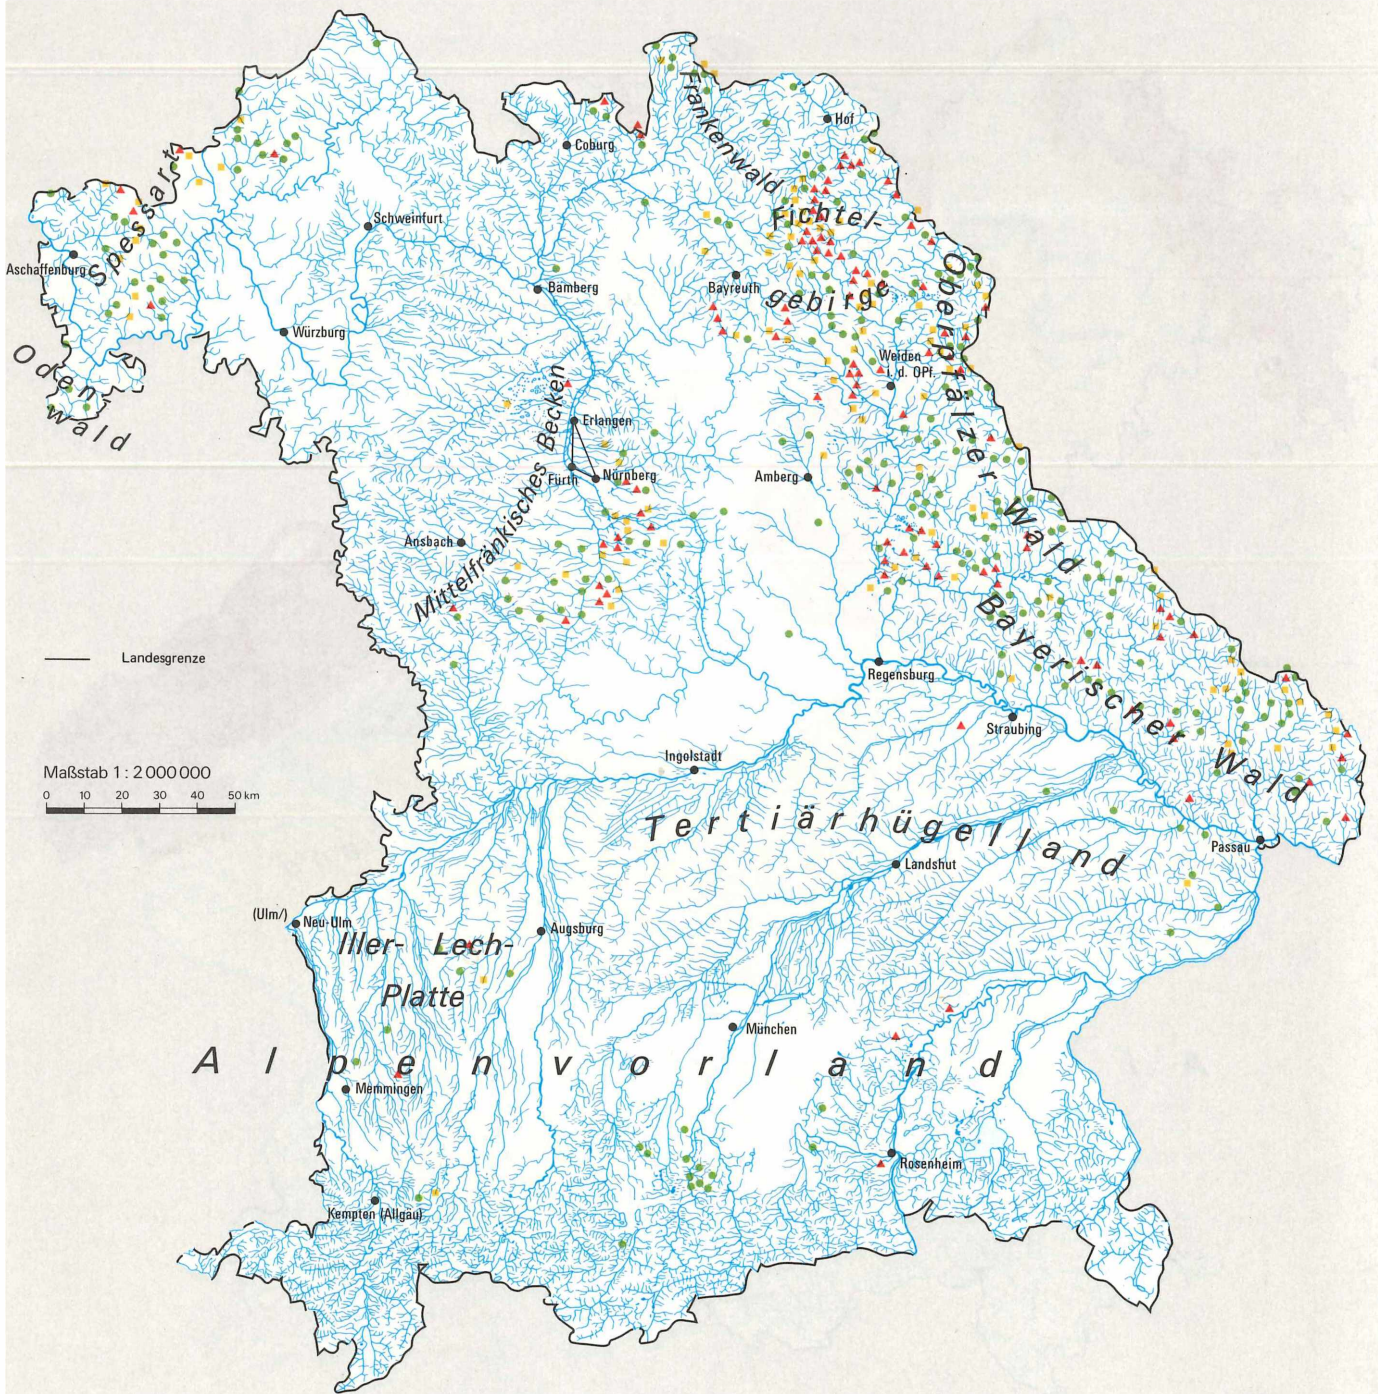 Frankenwald
Hof
Coburg
Spessart
Fichtel-
gebirge
Schweinfurt
Aschaffenburg
Bamberg
Bayreuth
Oberpfälzer Wald
Würzburg
Odenwald
Weiden
i. d. OPf.
Mittelfränkisches Becken
Erlangen
Fürth
Nürnberg
Amberg
Ansbach
Bayerischer Wald
Landesgrenze
Regensburg
Straubing
Ingolstadt
Maßstab 1 : 2 000 000
0 10 20 30 40 50 km
Tertiärhügelland
Passau
Landshut
(Ulm/) Neu-Ulm
Augsburg
Iller- Lech-
Platte
München
Alpenvorland
Memmingen
Rosenheim
Kempten (Allgäu)